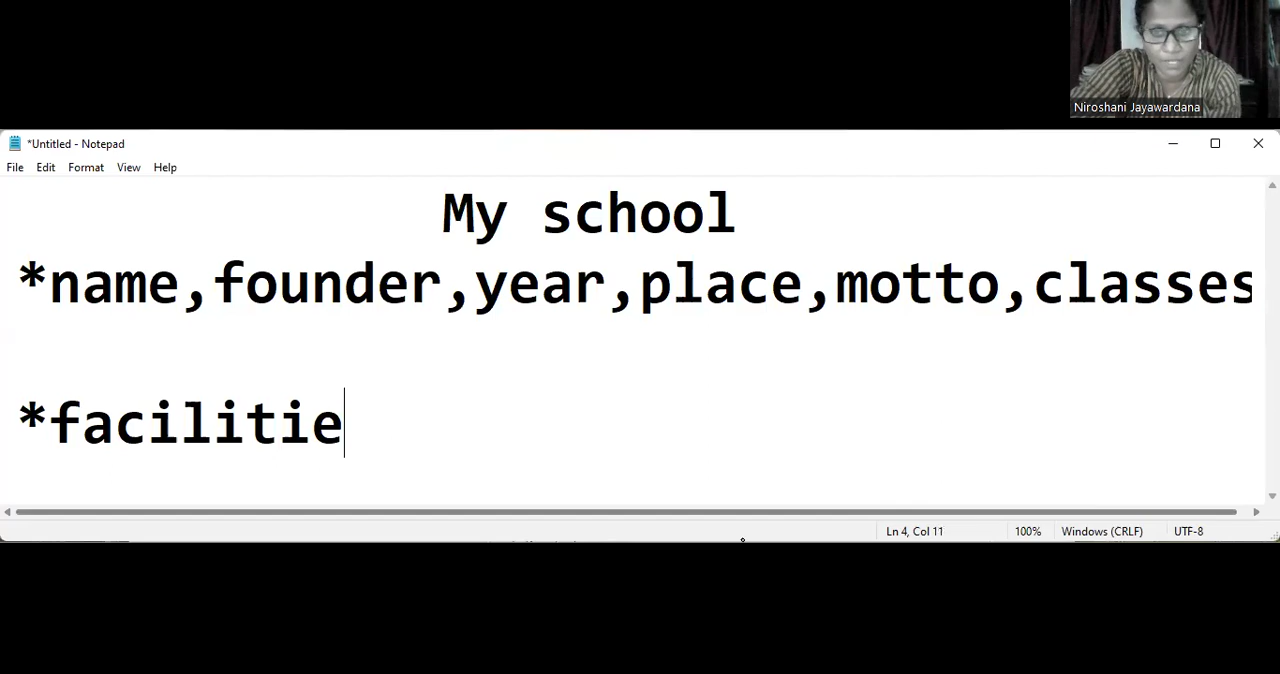 Niroshani Jayawardana
*Untitled - Notepad
File Edit Format View Help
My school
*name,founder,year,place,motto,classes
*facilitie
Ln 4, Col 11 100% Windows (CRLF) UTF-8